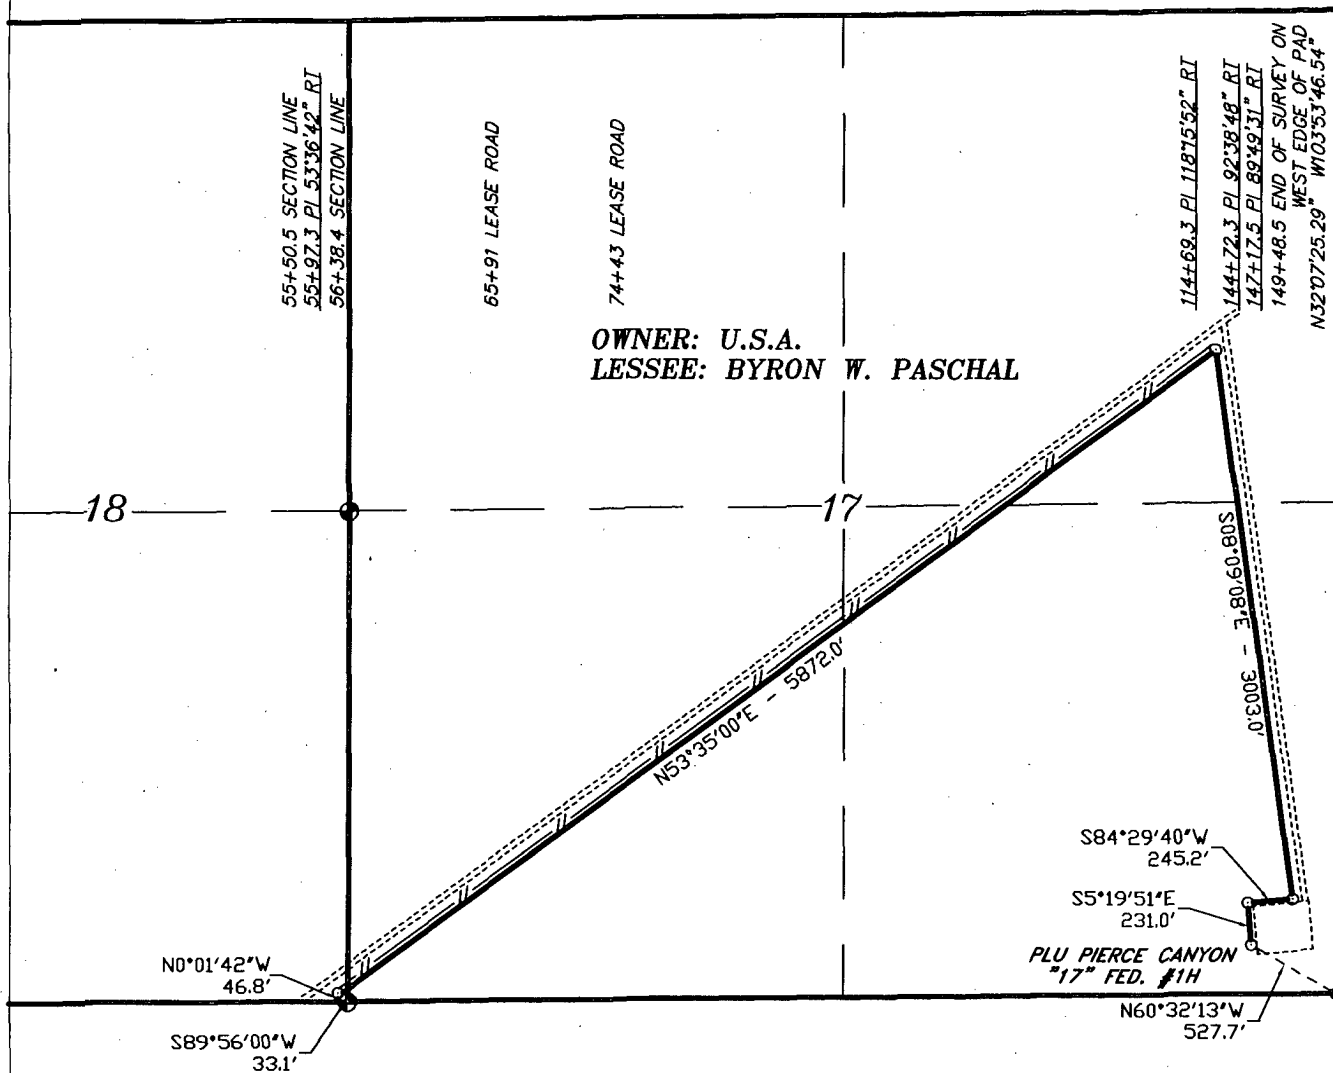 55+50.5 SECTION LINE
55+97.3 PI 53°36'42" RT
56+38.4 SECTION LINE
65+91 LEASE ROAD
74+43 LEASE ROAD
114+69.3 PI 118°15'52" RT
144+72.3 PI 92°38'48" RT
147+17.5 PI 89°49'31" RT
149+48.5 END OF SURVEY ON
WEST EDGE OF PAD
N32°07'25.29" W103°53'46.54"
OWNER: U.S.A.
LESSEE: BYRON W. PASCHAL
18
17
S08°09'08"E - 3003.0'
N53°35'00"E - 5872.0'
S84°29'40"W
245.2'
S5°19'51"E
231.0'
PLU PIERCE CANYON
"17" FED. #1H
N0°01'42"W
46.8'
N60°32'13"W
527.7'
S89°56'00"W
33.1'